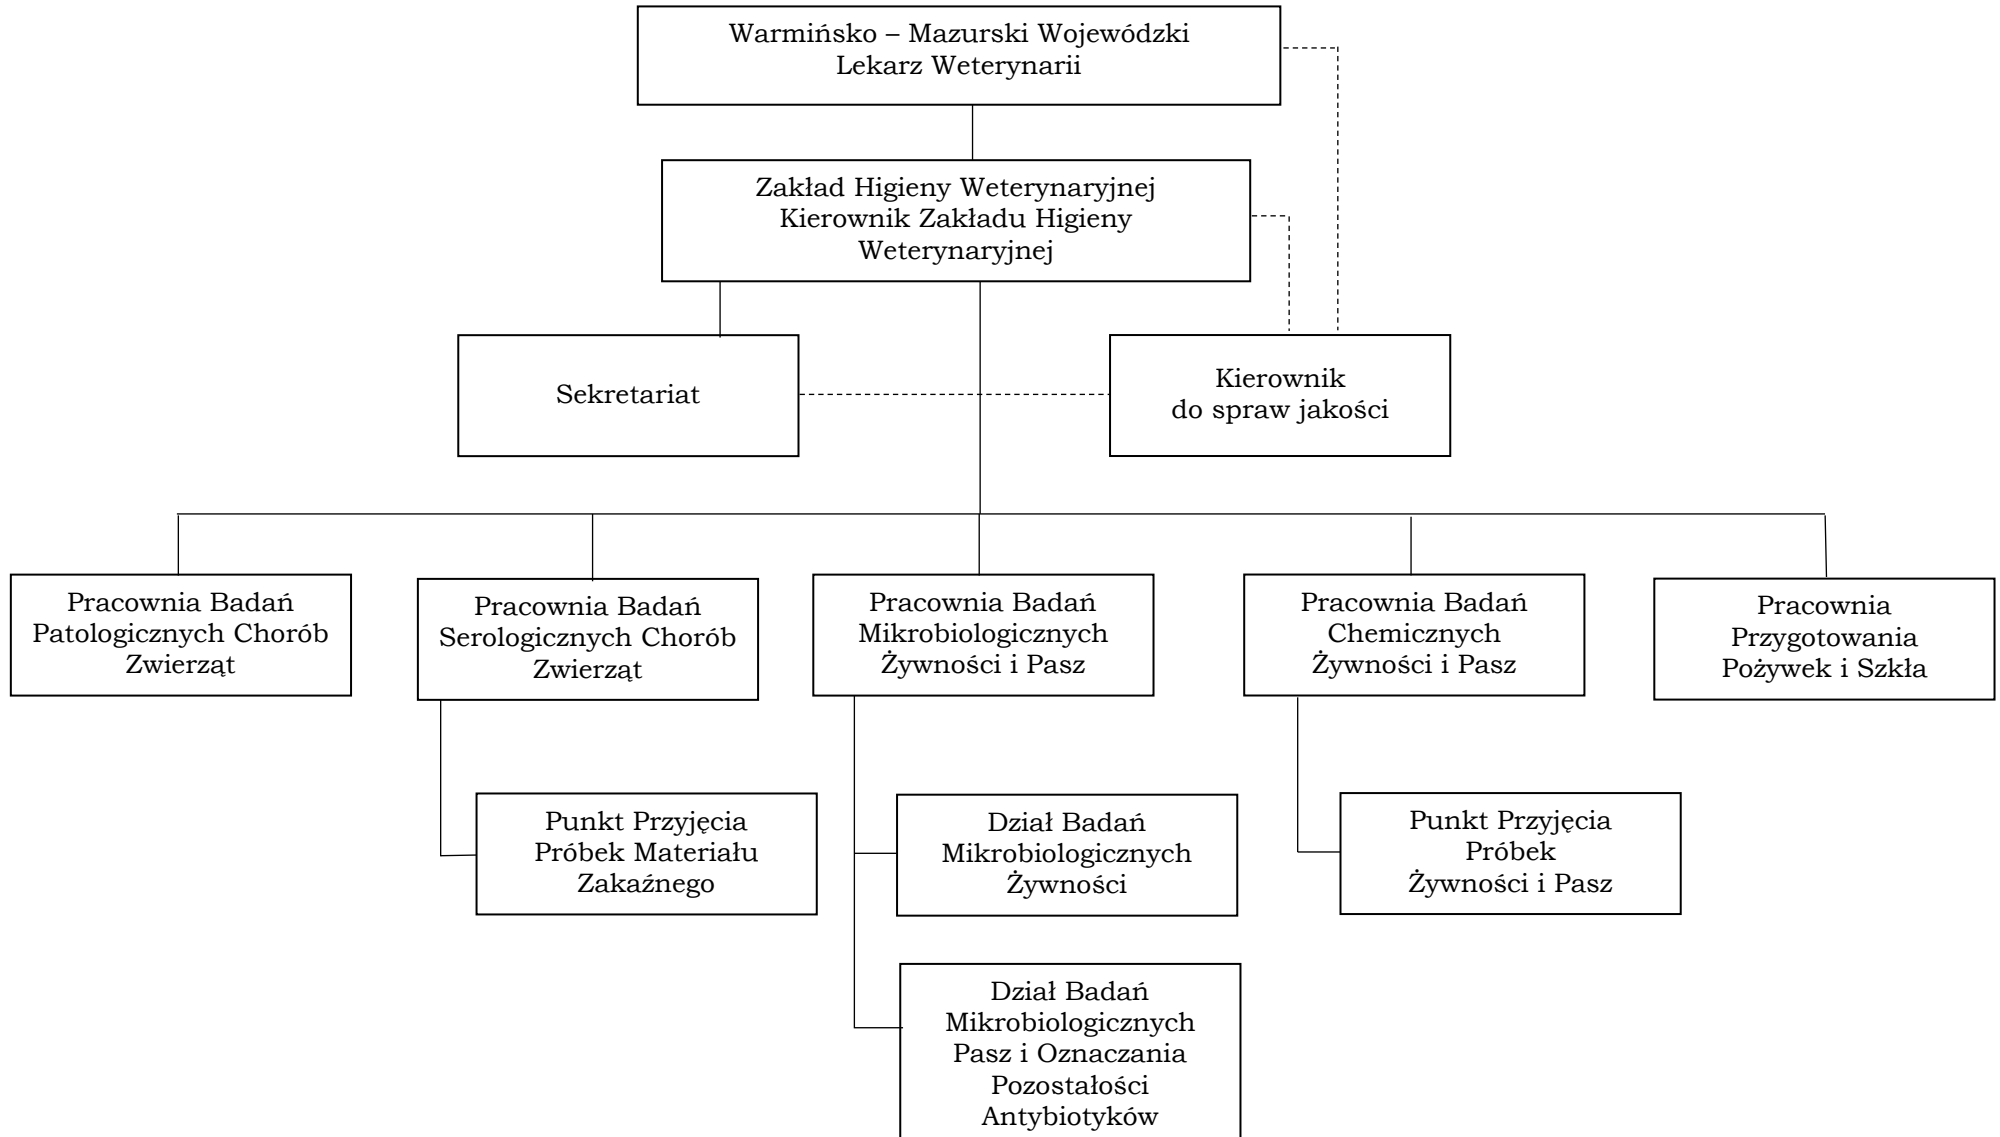 Warmińsko – Mazurski Wojewódzki
Lekarz Weterynarii
Zakład Higieny Weterynaryjnej
Kierownik Zakładu Higieny
Weterynaryjnej
Sekretariat
Kierownik
do spraw jakości
Pracownia Badań
Patologicznych Chorób
Zwierząt
Pracownia Badań
Serologicznych Chorób
Zwierząt
Pracownia Badań
Mikrobiologicznych
Żywności i Pasz
Pracownia Badań
Chemicznych
Żywności i Pasz
Pracownia
Przygotowania
Pożywek i Szkła
Punkt Przyjęcia
Próbek Materiału
Zakaźnego
Dział Badań
Mikrobiologicznych
Żywności
Punkt Przyjęcia
Próbek
Żywności i Pasz
Dział Badań
Mikrobiologicznych
Pasz i Oznaczania
Pozostałości
Antybiotyków